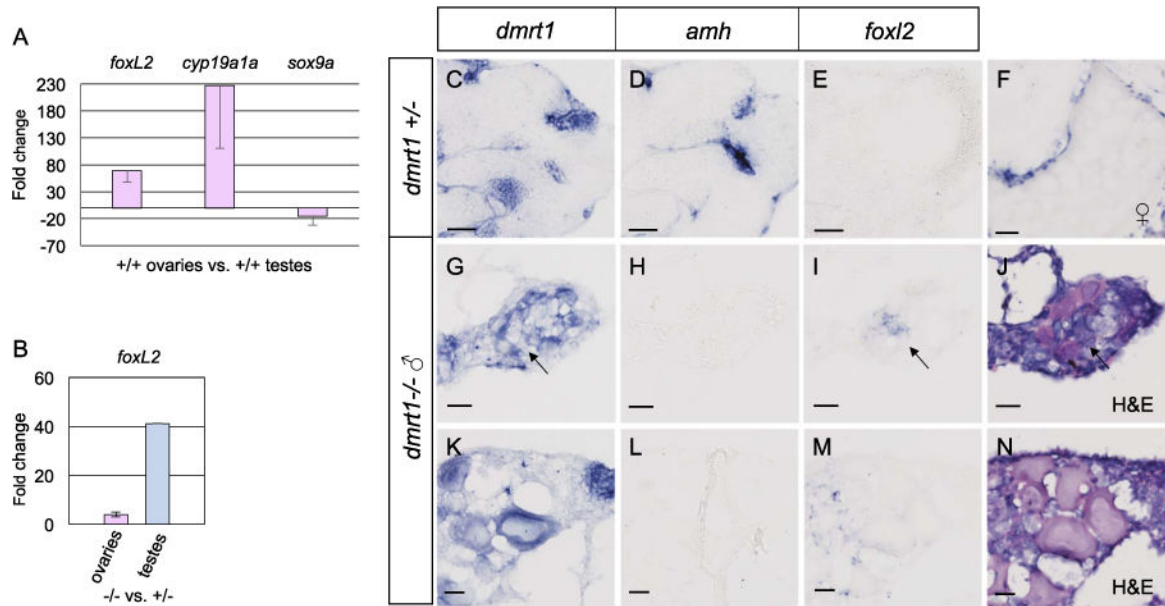 A
foxL2 cyp19a1a sox9a
Fold change
230
180
130
80
30
-20
-70
+/+ ovaries vs. +/+ testes
B
foxL2
Fold change
60
40
20
0
ovaries
testes
-/- vs. +/-
dmrt1 amh foxl2
dmrt1 +/-
C D E F
♀
dmrt1-/- ♂
G H I J
H&E
K L M N
H&E